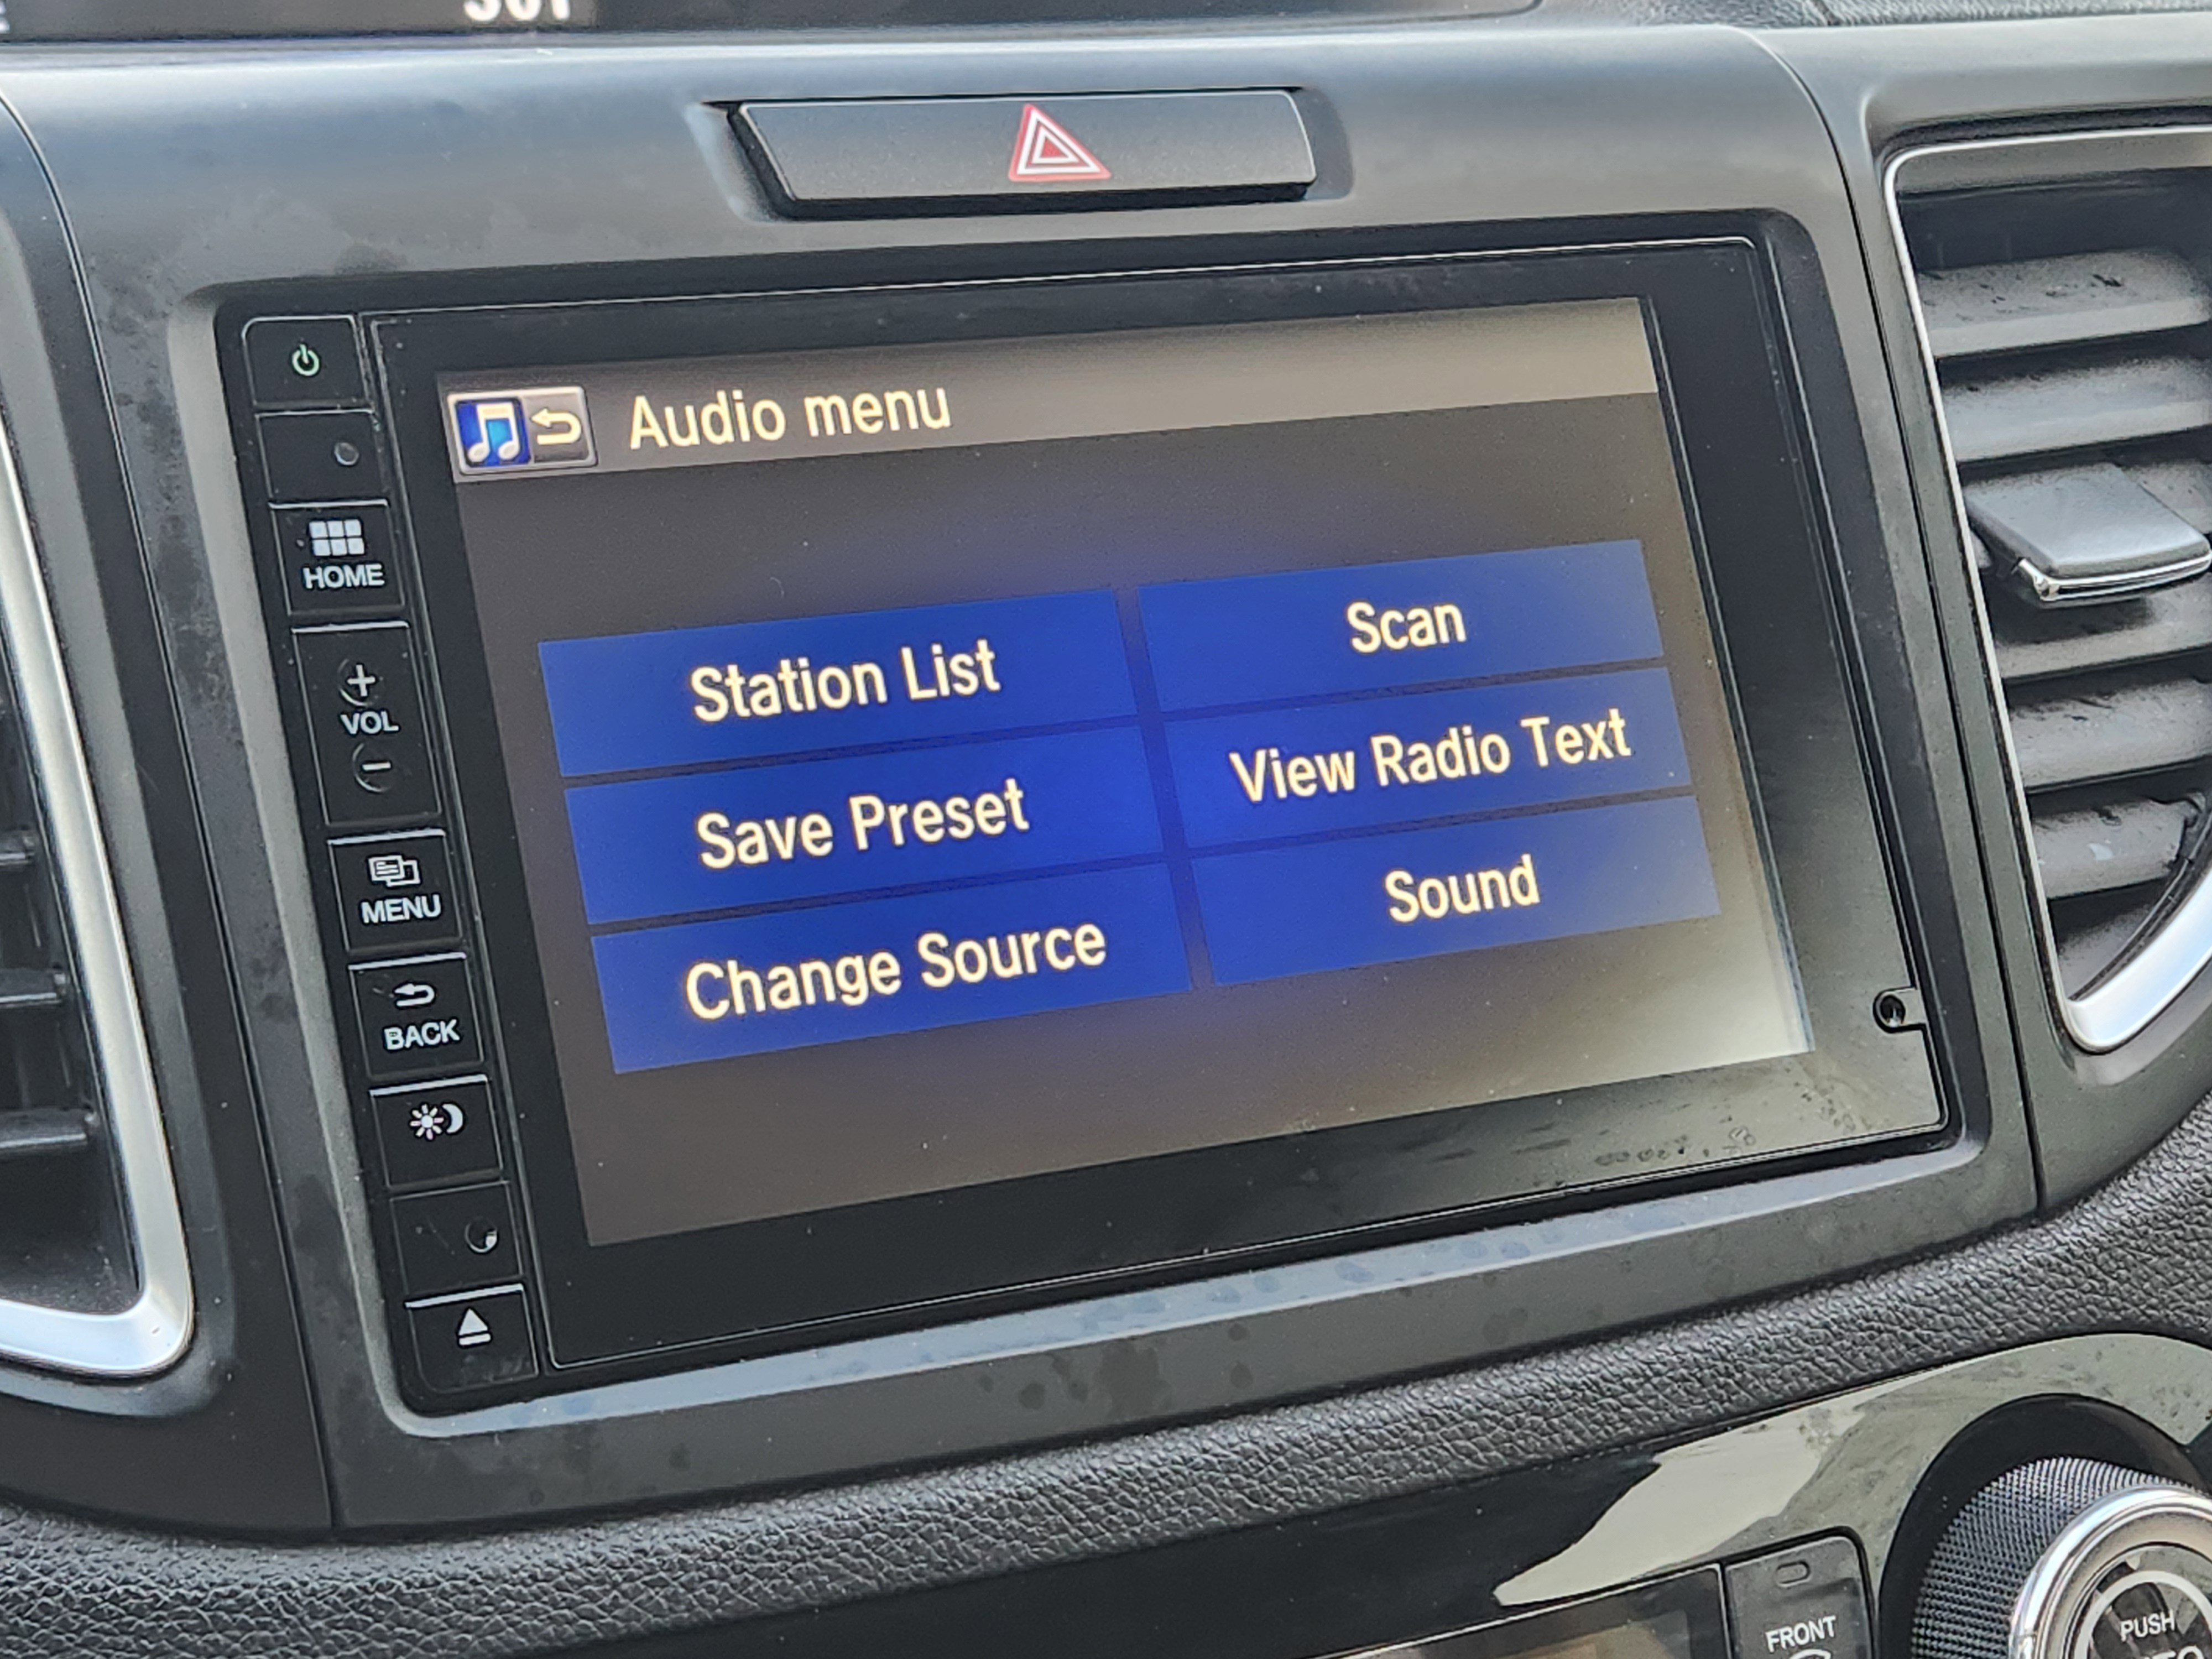 Audio menu
HOME
VOL
MENU
BACK
Station List
Scan
Save Preset
View Radio Text
Change Source
Sound
FRONT
PUSH